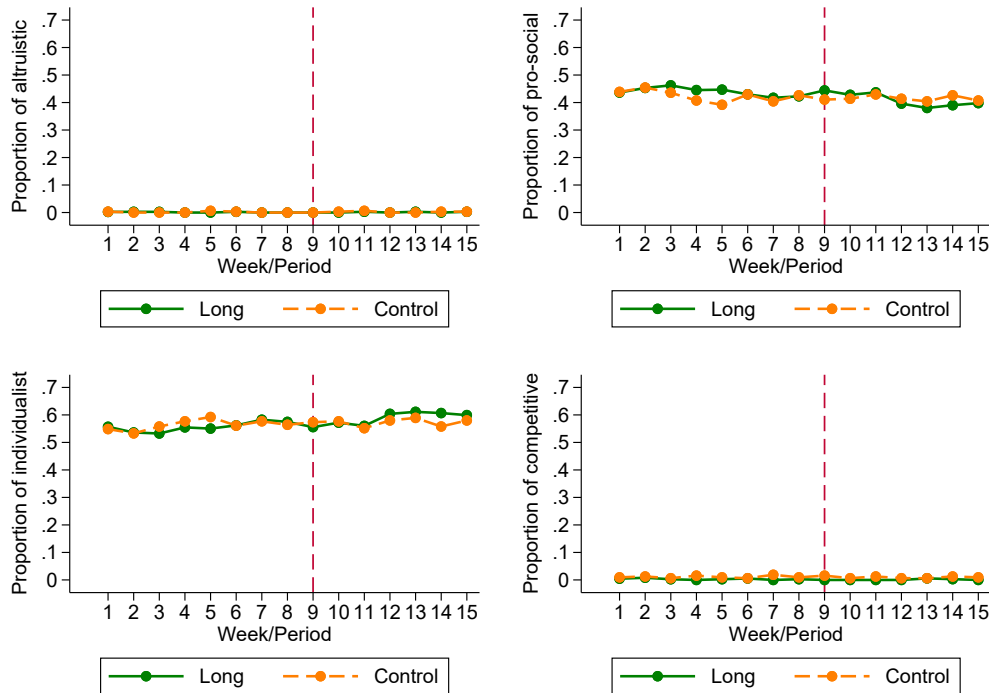 Proportion of altruistic
.7
.6
.5
.4
.3
.2
.1
0
1 2 3 4 5 6 7 8 9 10 11 12 13 14 15
Week/Period
Long Control
Proportion of pro-social
.7
.6
.5
.4
.3
.2
.1
0
1 2 3 4 5 6 7 8 9 10 11 12 13 14 15
Week/Period
Long Control
Proportion of individualist
.7
.6
.5
.4
.3
.2
.1
0
1 2 3 4 5 6 7 8 9 10 11 12 13 14 15
Week/Period
Long Control
Proportion of competitive
.7
.6
.5
.4
.3
.2
.1
0
1 2 3 4 5 6 7 8 9 10 11 12 13 14 15
Week/Period
Long Control